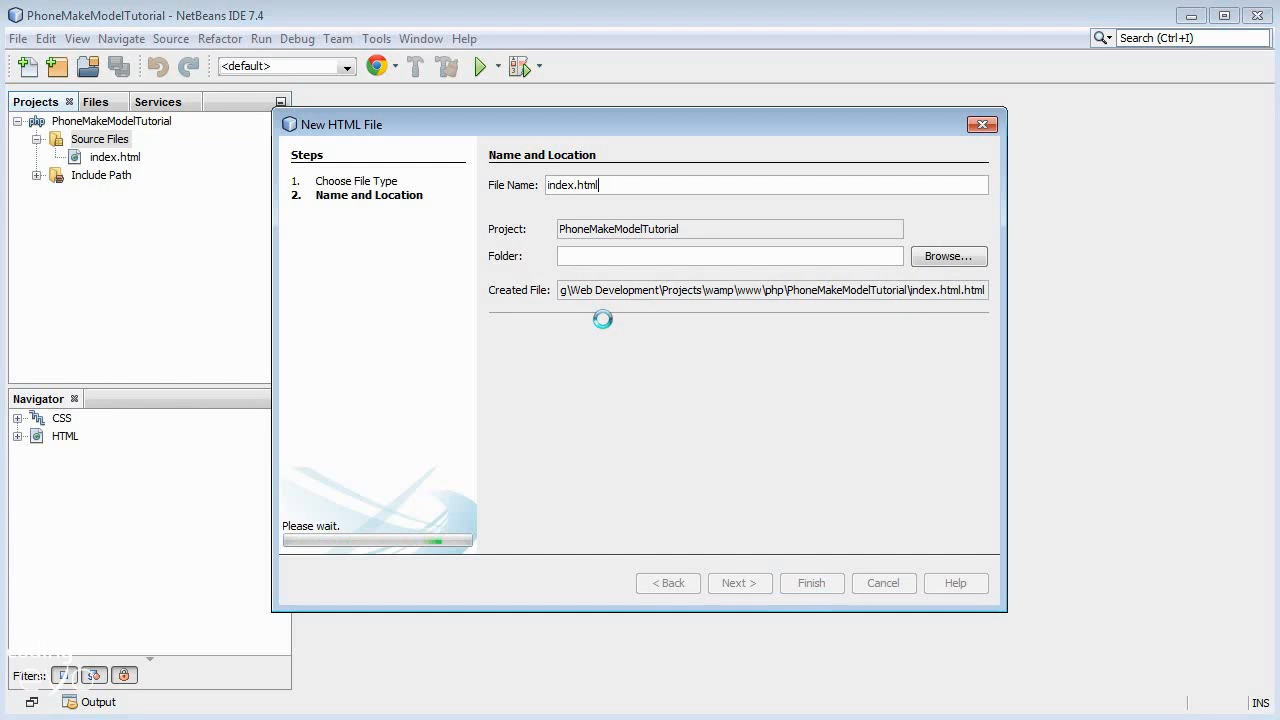 PhoneMakeModelTutorial - NetBeans IDE 7.4
File Edit View Navigate Source Refactor Run Debug Team Tools Window Help
Search (Ctrl+I)
<default>
Projects Files Services
PhoneMakeModelTutorial
Source Files
index.html
Include Path
Navigator
CSS
HTML
Filters:
Output
INS
New HTML File
Steps
1. Choose File Type
2. Name and Location
Please wait.
Name and Location
File Name: index.html
Project: PhoneMakeModelTutorial
Folder: Browse...
Created File: g\Web Development\Projects\wamp\www\php\PhoneMakeModelTutorial\index.html.html
< Back Next > Finish Cancel Help